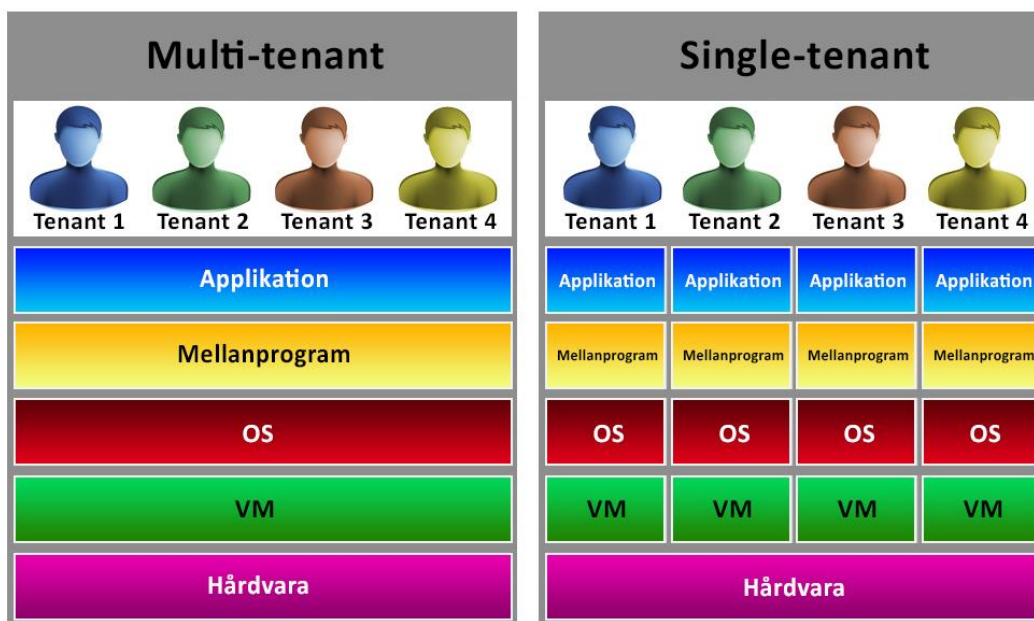 Multi-tenant
Tenant 1 Tenant 2 Tenant 3 Tenant 4
Applikation
Mellanprogram
OS
VM
Hårdvara
Single-tenant
Tenant 1 Tenant 2 Tenant 3 Tenant 4
Applikation Applikation Applikation Applikation
Mellanprogram Mellanprogram Mellanprogram Mellanprogram
OS OS OS OS
VM VM VM VM
Hårdvara